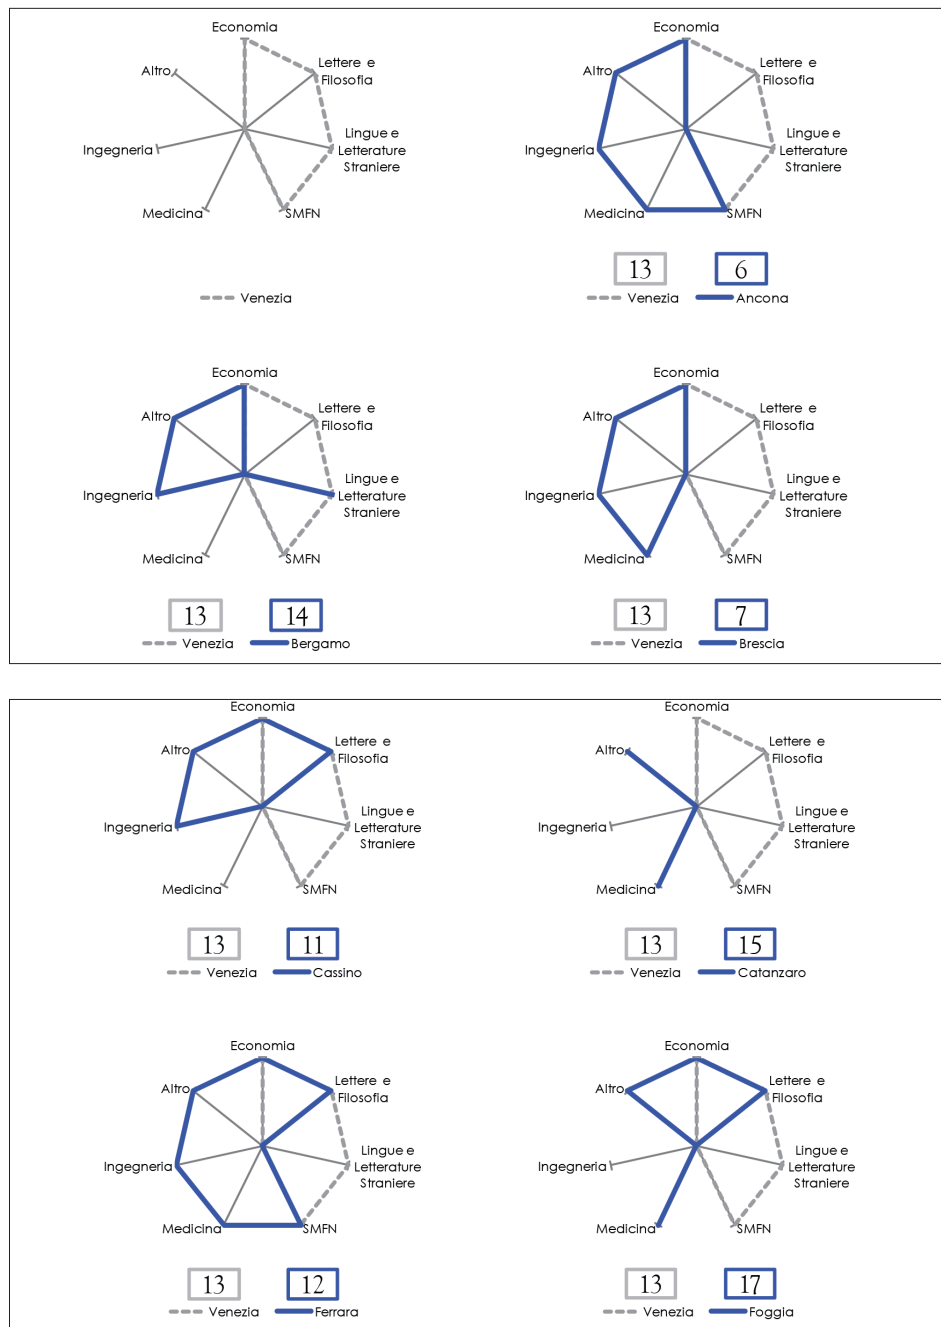 Economia
Lettere e
Filosofia
Altro
Lingue e
Letterature
Straniere
Ingegneria
Medicina
SMFN
Venezia
Economia
Lettere e
Filosofia
Altro
Lingue e
Letterature
Straniere
Ingegneria
Medicina
SMFN
13 6
Venezia Ancona
Economia
Lettere e
Filosofia
Altro
Lingue e
Letterature
Straniere
Ingegneria
Medicina
SMFN
13 14
Venezia Bergamo
Economia
Lettere e
Filosofia
Altro
Lingue e
Letterature
Straniere
Ingegneria
Medicina
SMFN
13 7
Venezia Brescia
Economia
Lettere e
Filosofia
Altro
Lingue e
Letterature
Straniere
Ingegneria
Medicina
SMFN
13 11
Venezia Cassino
Economia
Lettere e
Filosofia
Altro
Lingue e
Letterature
Straniere
Ingegneria
Medicina
SMFN
13 15
Venezia Catanzaro
Economia
Lettere e
Filosofia
Altro
Lingue e
Letterature
Straniere
Ingegneria
Medicina
SMFN
13 12
Venezia Ferrara
Economia
Lettere e
Filosofia
Altro
Lingue e
Letterature
Straniere
Ingegneria
Medicina
SMFN
13 17
Venezia Foggia